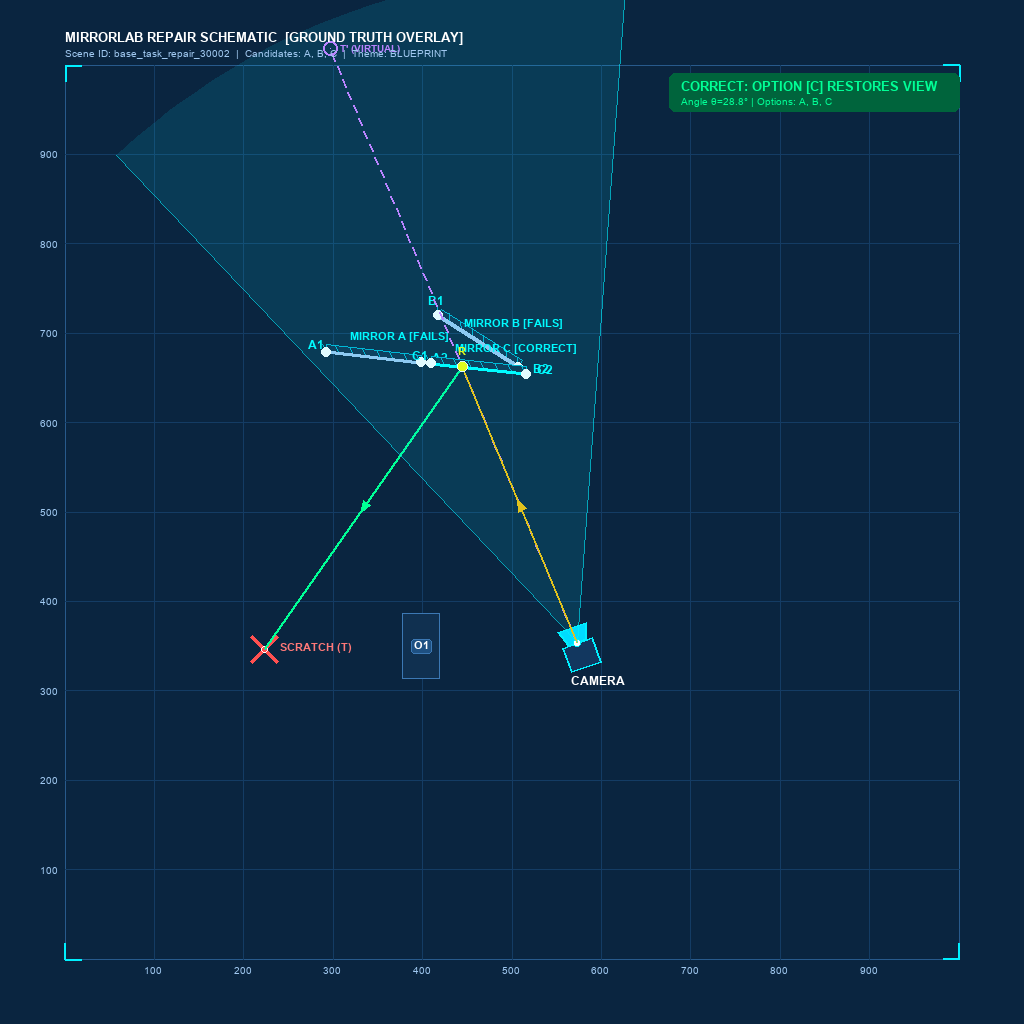 MIRRORLAB REPAIR SCHEMATIC [GROUND TRUTH OVERLAY]
T' (VIRTUAL)
Scene ID: base_task_repair_30002 | Candidates: A, B, C | Theme: BLUEPRINT
CORRECT: OPTION [C] RESTORES VIEW
Angle θ=28.8° | Options: A, B, C
900
800
700
600
500
400
300
200
100
B1
MIRROR B [FAILS]
MIRROR A [FAILS]
A1
MIRROR C [CORRECT]
R
C1
A2
B2
C2
O1
SCRATCH (T)
CAMERA
100
200
300
400
500
600
700
800
900